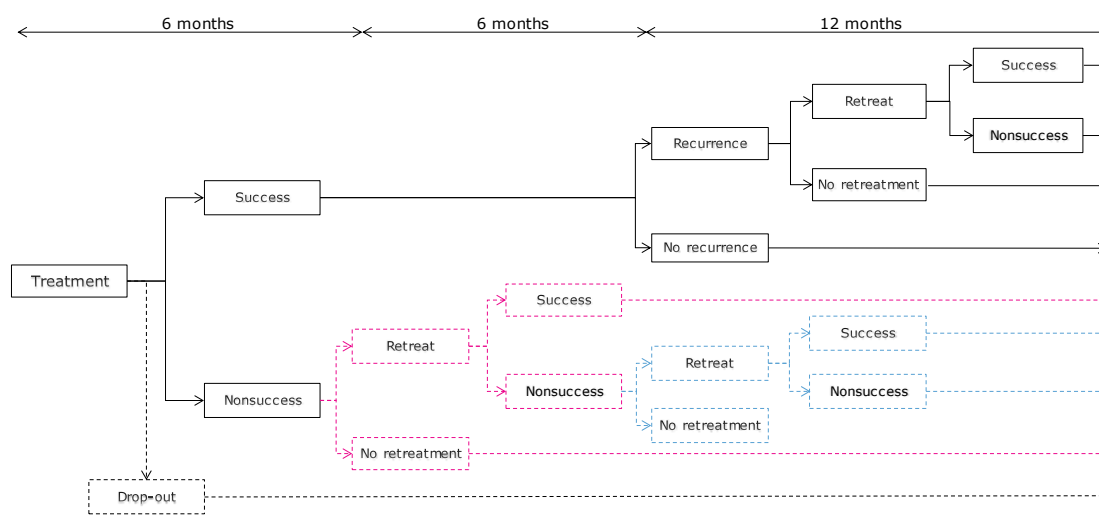 6 months
6 months
12 months
Success
Retreat
Nonsuccess
Recurrence
No retreatment
Success
No recurrence
Treatment
Success
Success
Retreat
Retreat
Nonsuccess
Nonsuccess
Nonsuccess
No retreatment
No retreatment
Drop-out